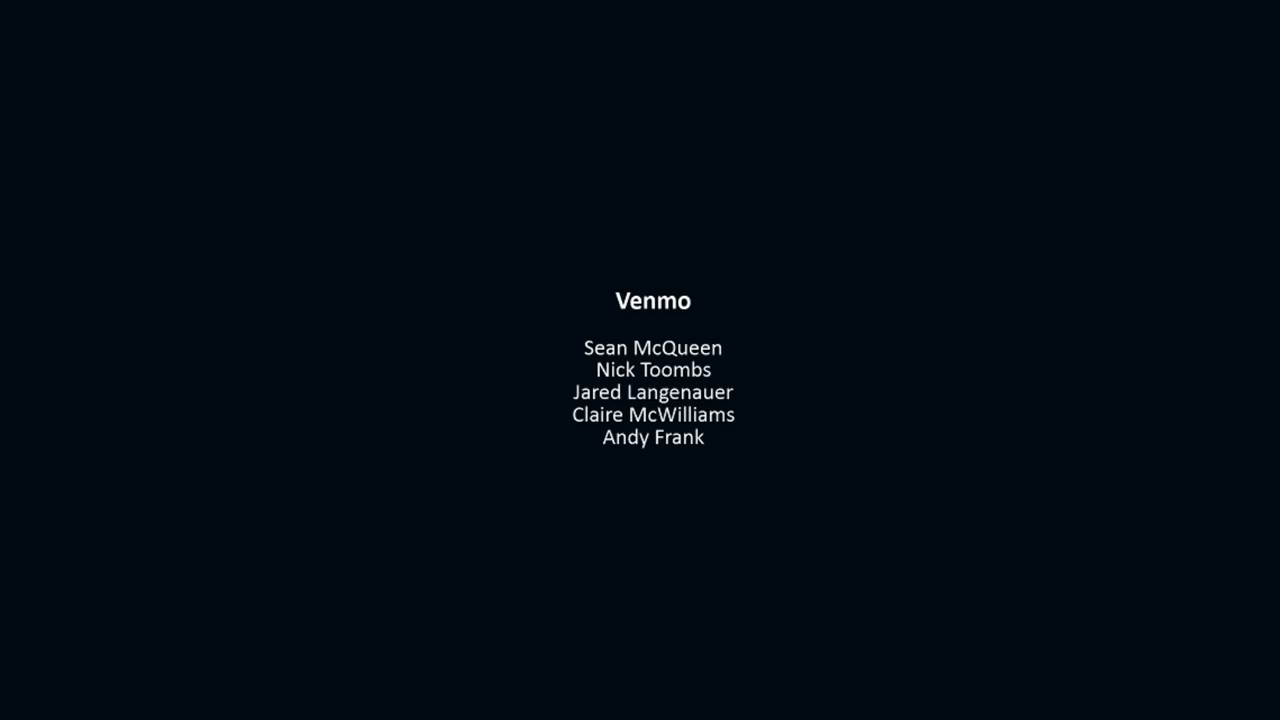 Venmo
Sean McQueen
Nick Toombs
Jared Langenauer
Claire McWilliams
Andy Frank